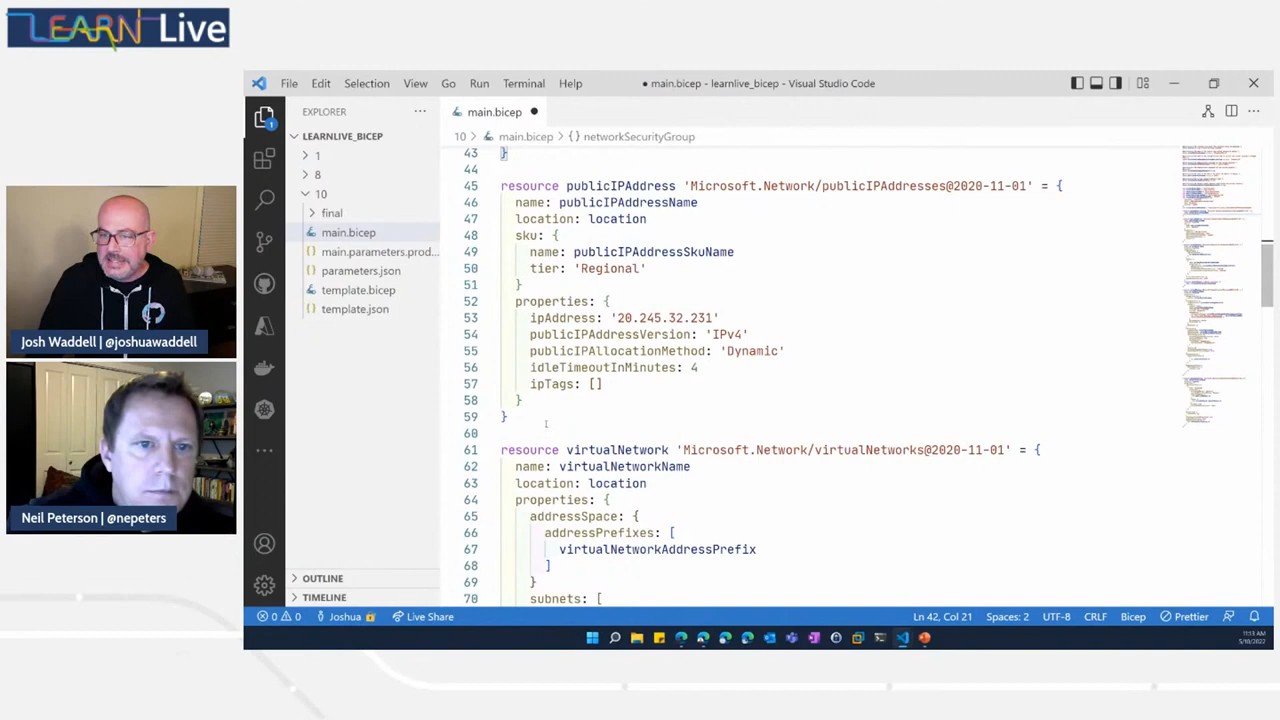 LEARN Live
File Edit Selection View Go Run Terminal Help
main.bicep - learnlive_bicep - Visual Studio Code
EXPLORER
main.bicep
LEARNLIVE_BICEP
10 > main.bicep > {} networkSecurityGroup
1
8
10
final
main.bicep
main.parameters.prod...
parameters.json
template.bicep
template.json
OUTLINE
TIMELINE
43 }
44
45 resource publicIPAddress 'Microsoft.Network/publicIPAddresses@2020-11-01' = {
46 name: publicIPAddressName
47 location: location
48 sku: {
49 name: publicIPAddressSkuName
50 tier: 'Regional'
51 }
52 properties: {
53 ipAddress: '20.245.32.231'
54 publicIPAddressVersion: 'IPv4'
55 publicIPAllocationMethod: 'Dynamic'
56 idleTimeoutInMinutes: 4
57 ipTags: []
58 }
59
60
61 resource virtualNetwork 'Microsoft.Network/virtualNetworks@2020-11-01' = {
62 name: virtualNetworkName
63 location: location
64 properties: {
65 addressSpace: {
66 addressPrefixes: [
67 virtualNetworkAddressPrefix
68 ]
69 }
70 subnets: [
Josh Waddell | @joshuawaddell
Neil Peterson | @nepeters
0 0 Joshua Live Share
Ln 42, Col 21 Spaces: 2 UTF-8 CRLF Bicep Prettier
11:13 AM
5/10/2022